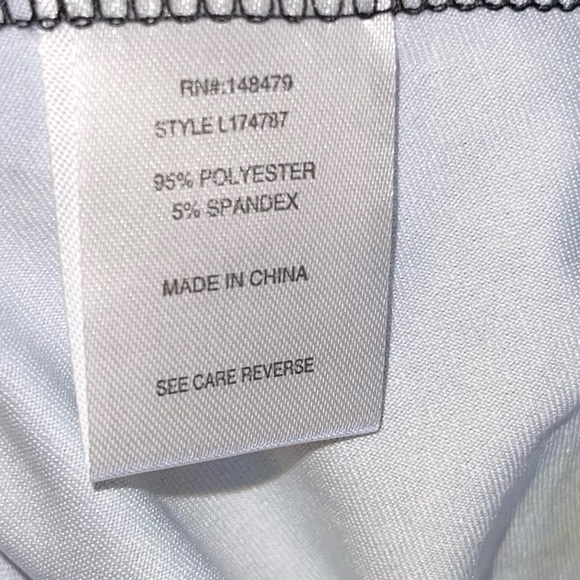 RN#:148479
STYLE L174787
95% POLYESTER
5% SPANDEX
MADE IN CHINA
SEE CARE REVERSE